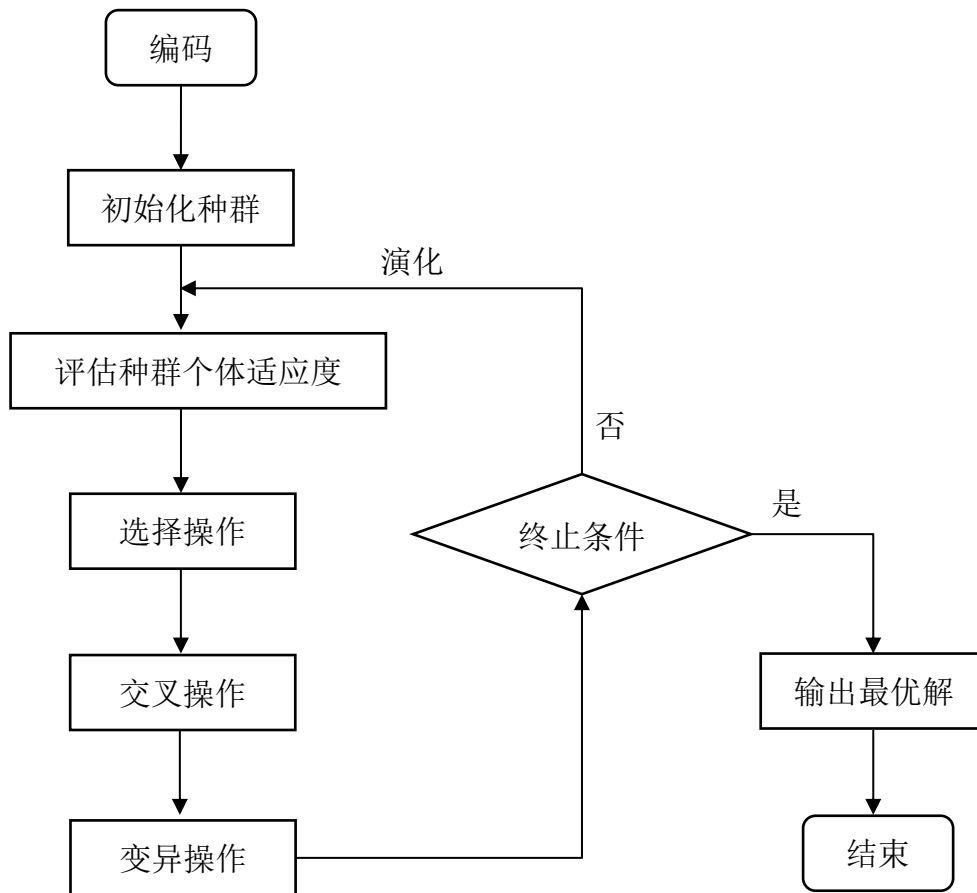 编码
初始化种群
演化
评估种群个体适应度
否
是
选择操作
终止条件
交叉操作
输出最优解
变异操作
结束